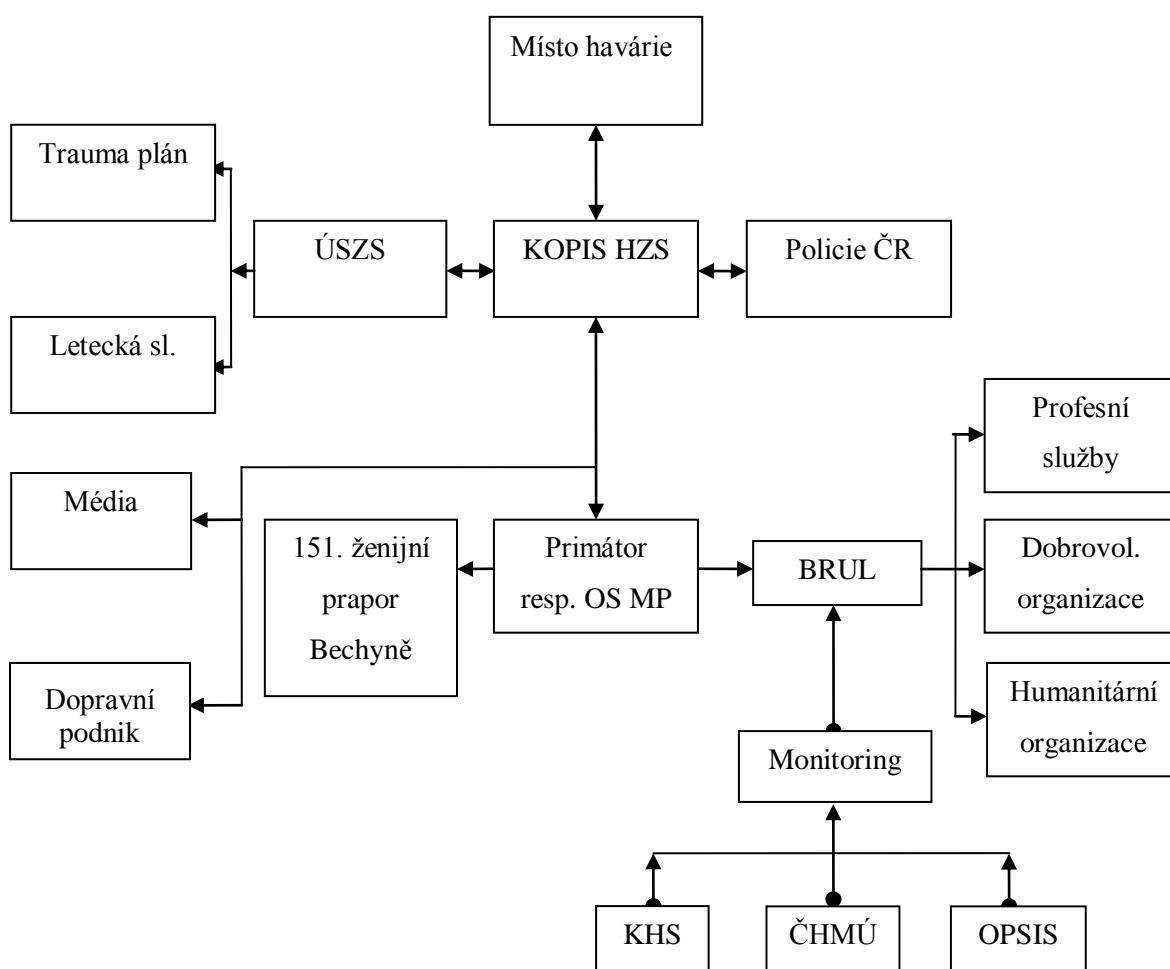 Místo havárie
Trauma plán
ÚSZS
KOPIS HZS
Policie ČR
Letecká sl.
Profesní
služby
Média
151. ženijní
prapor
Bechyně
Primátor
resp. OS MP
BRUL
Dobrovol.
organizace
Dopravní
podnik
Humanitární
organizace
Monitoring
KHS
ČHMÚ
OPSIS